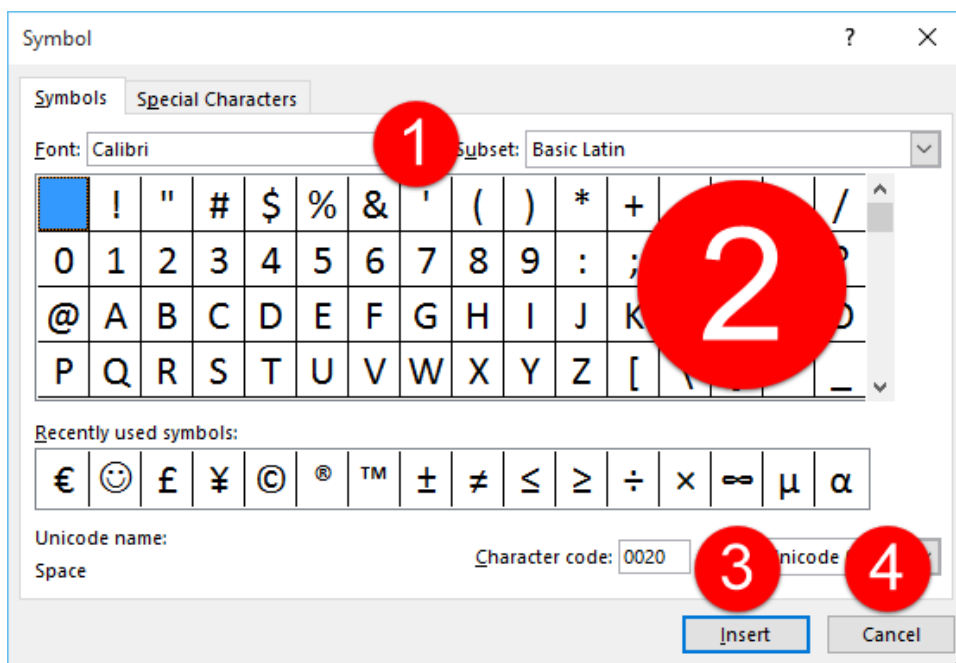 Symbol ? ×
Symbols Special Characters
Font: Calibri 1 Subset: Basic Latin
! " # $ % & ' ( ) * + /
0 1 2 3 4 5 6 7 8 9 : ; 2
@ A B C D E F G H I J K
P Q R S T U V W X Y Z [ \ _
Recently used symbols:
€ ☺ £ ¥ © ® ™ ± ≠ ≤ ≥ ÷ × ∞ µ α
Unicode name:
Space
Character code: 0020 3 Unicode 4
Insert Cancel